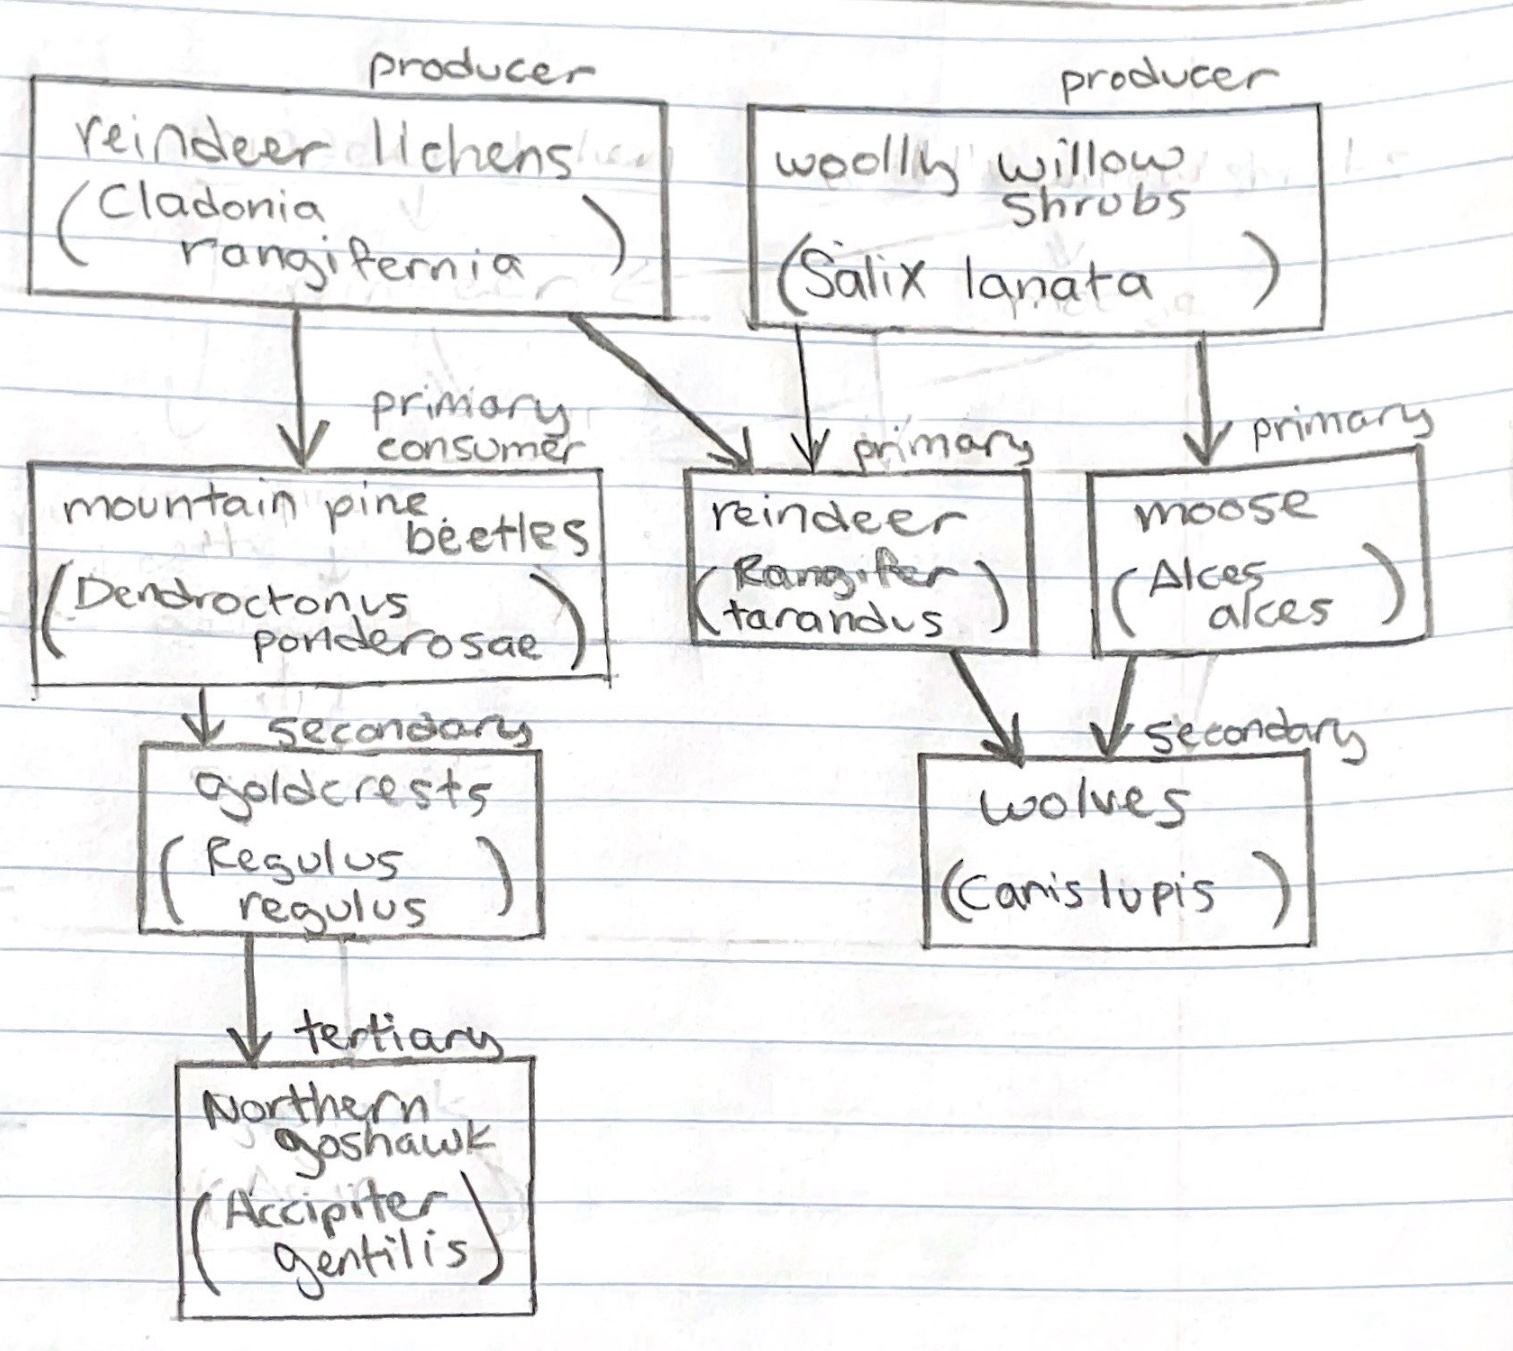 producer
reindeer lichens
(Cladonia
rangifernia)
producer
woolly willow
shrubs
(Salix lanata)
primary
consumer
mountain pine
beetles
(Dendroctonus
ponderosae)
primary
reindeer
(Rangifer
tarandus)
primary
moose
(Alces
alces)
secondary
goldcrests
(Regulus
regulus)
secondary
wolves
(Canis lupis)
tertiary
Northern
goshawk
(Accipiter
gentilis)